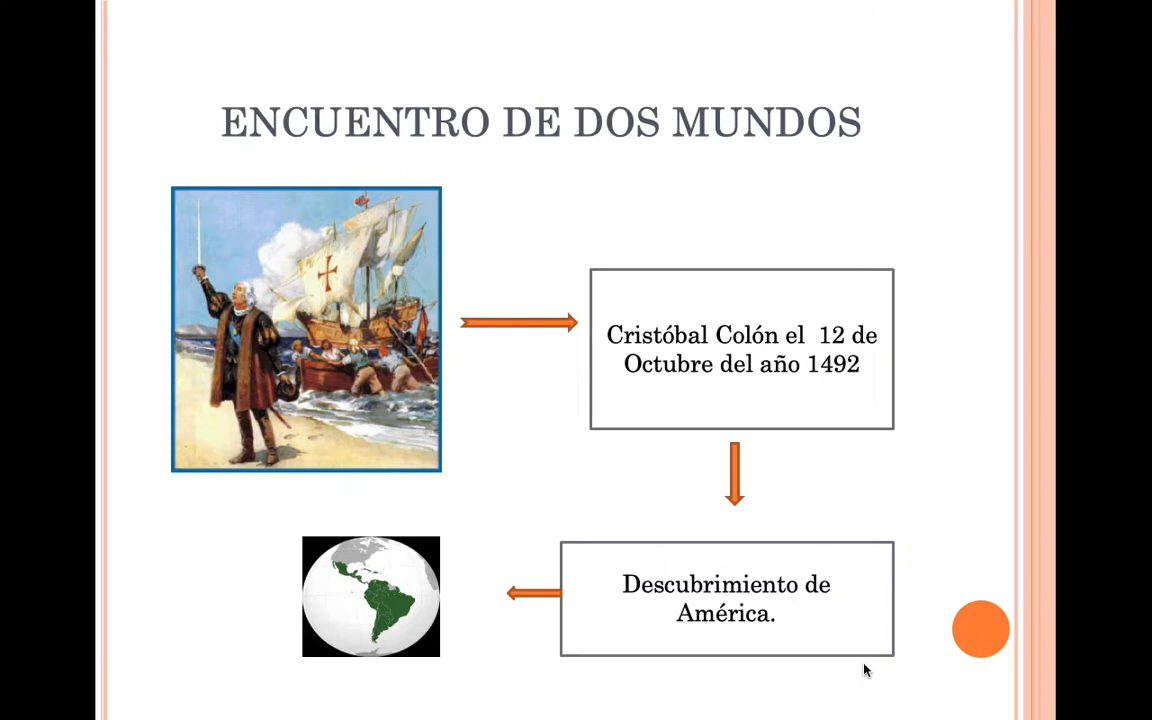 ENCUENTRO DE DOS MUNDOS
Cristóbal Colón el  12 de
Octubre del año 1492
Descubrimiento de
América.